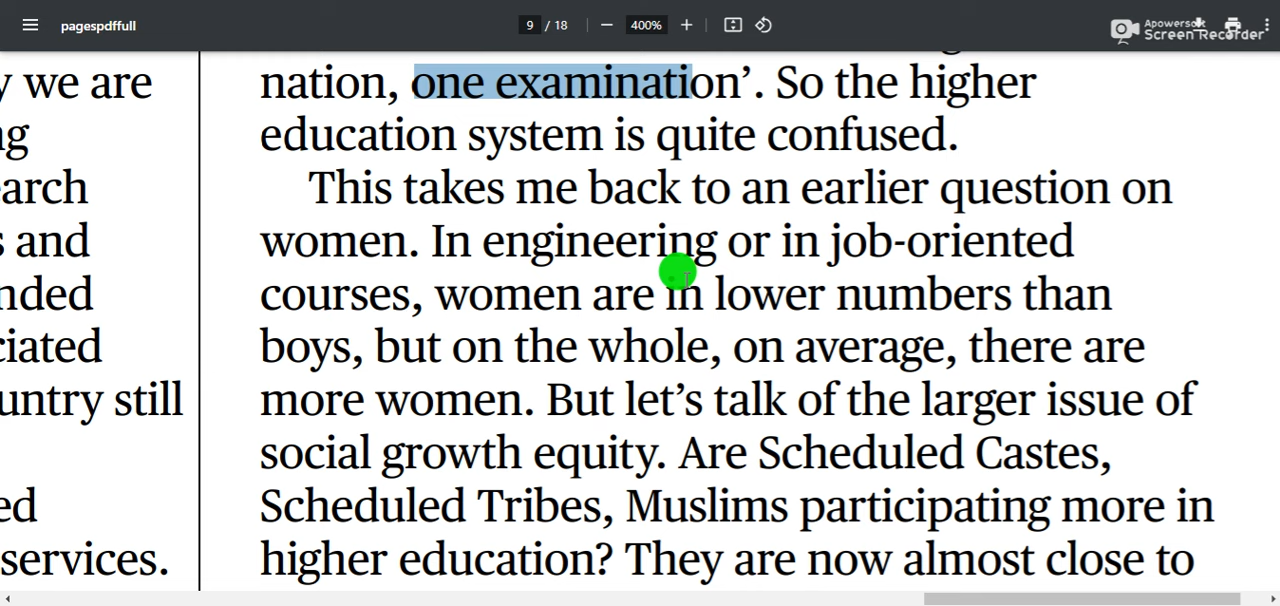 pagespdffull
9 / 18
400%
Apowersoft
Screen Recorder
y we are
ng
earch
s and
nded
ciated
untry still
ed
services.
nation, one examination’. So the higher
education system is quite confused.
This takes me back to an earlier question on
women. In engineering or in job-oriented
courses, women are in lower numbers than
boys, but on the whole, on average, there are
more women. But let’s talk of the larger issue of
social growth equity. Are Scheduled Castes,
Scheduled Tribes, Muslims participating more in
higher education? They are now almost close to